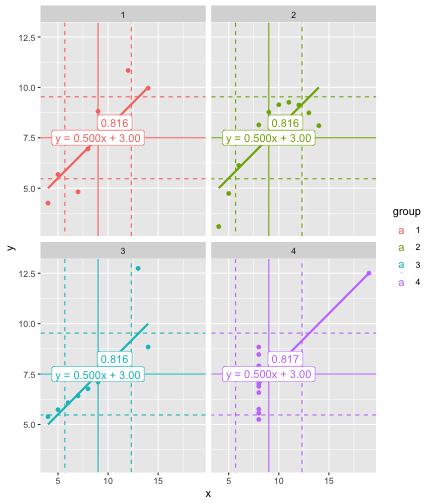 1
2
12.5
10.0
7.5
5.0
0.816
y = 0.500x + 3.00
0.816
y = 0.500x + 3.00
y
group
a 1
a 2
a 3
a 4
3
4
12.5
10.0
7.5
5.0
0.816
y = 0.500x + 3.00
0.817
y = 0.500x + 3.00
5
10
15
5
10
15
x